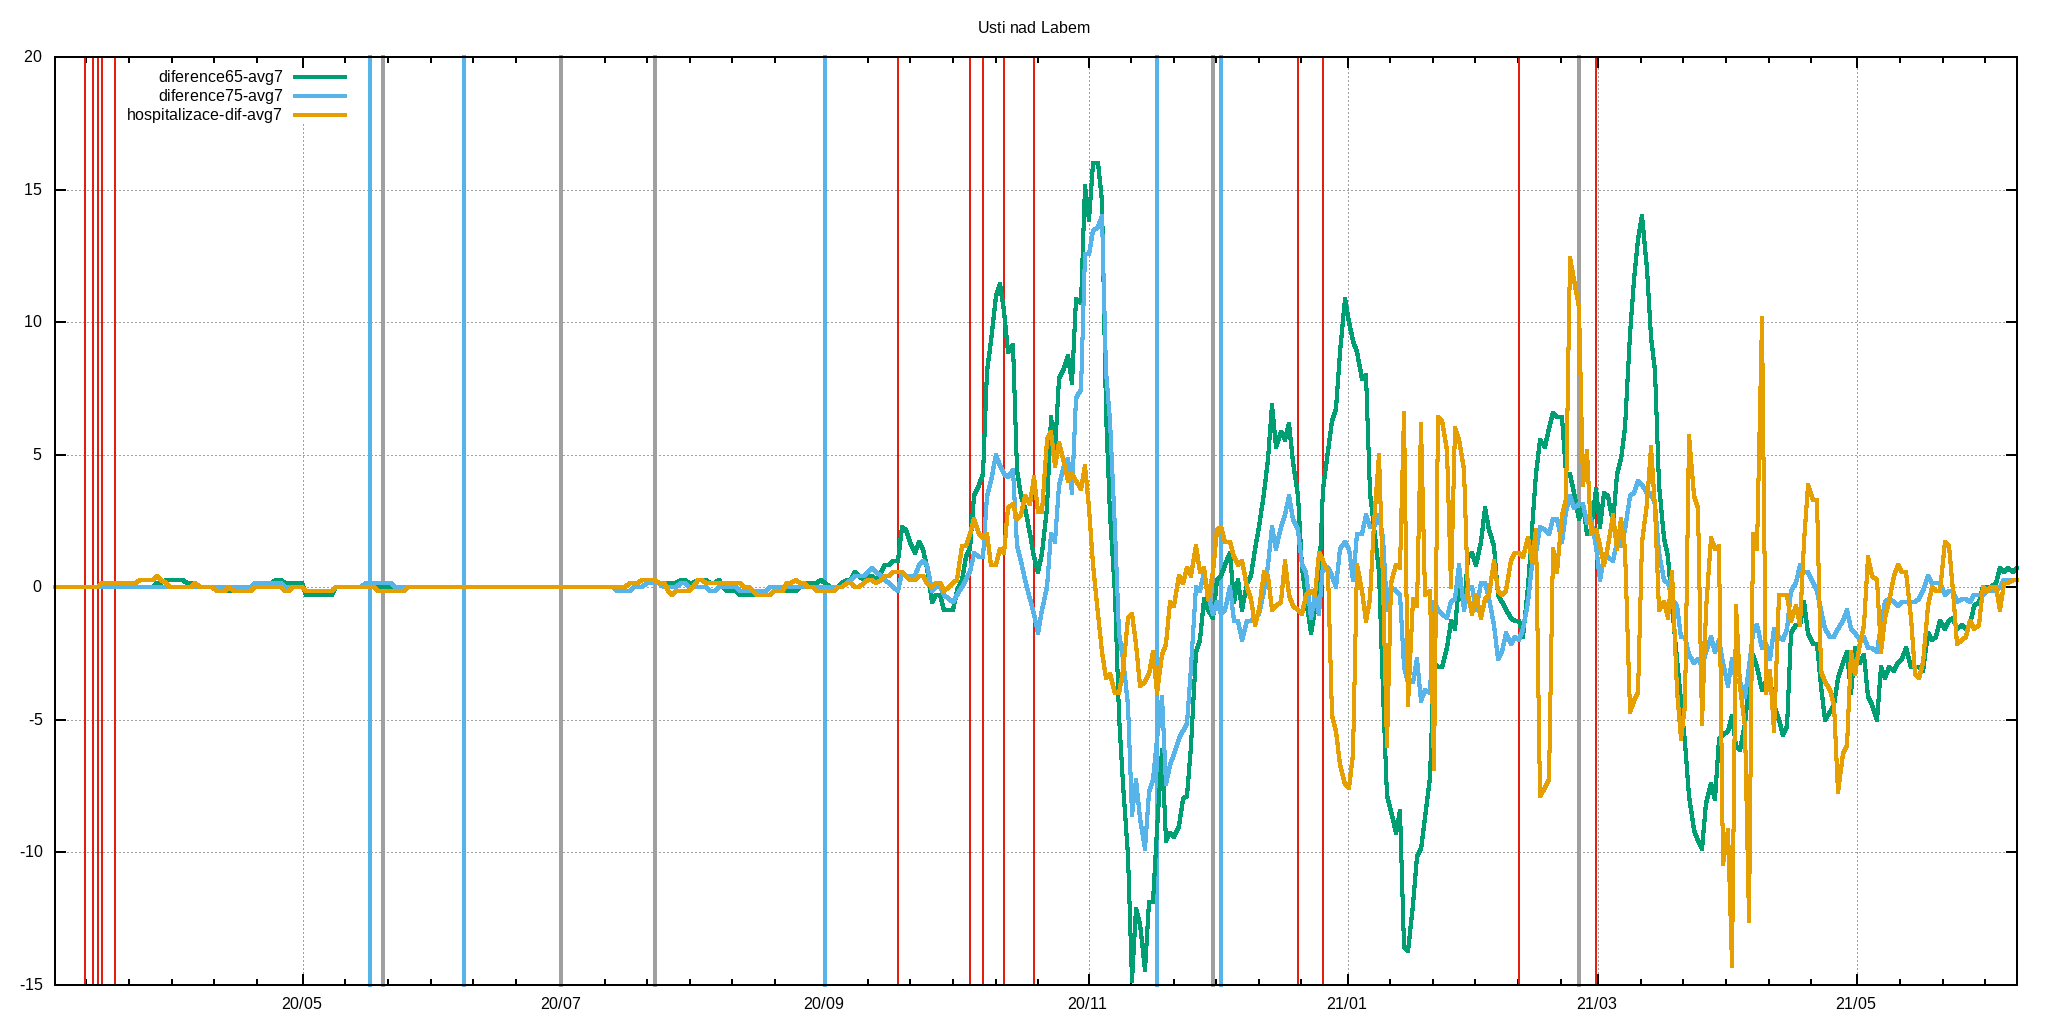 Usti nad Labem
20
diference65-avg7
diference75-avg7
hospitalizace-dif-avg7
15
10
5
0
-5
-10
-15
20/05 20/07 20/09 20/11 21/01 21/03 21/05